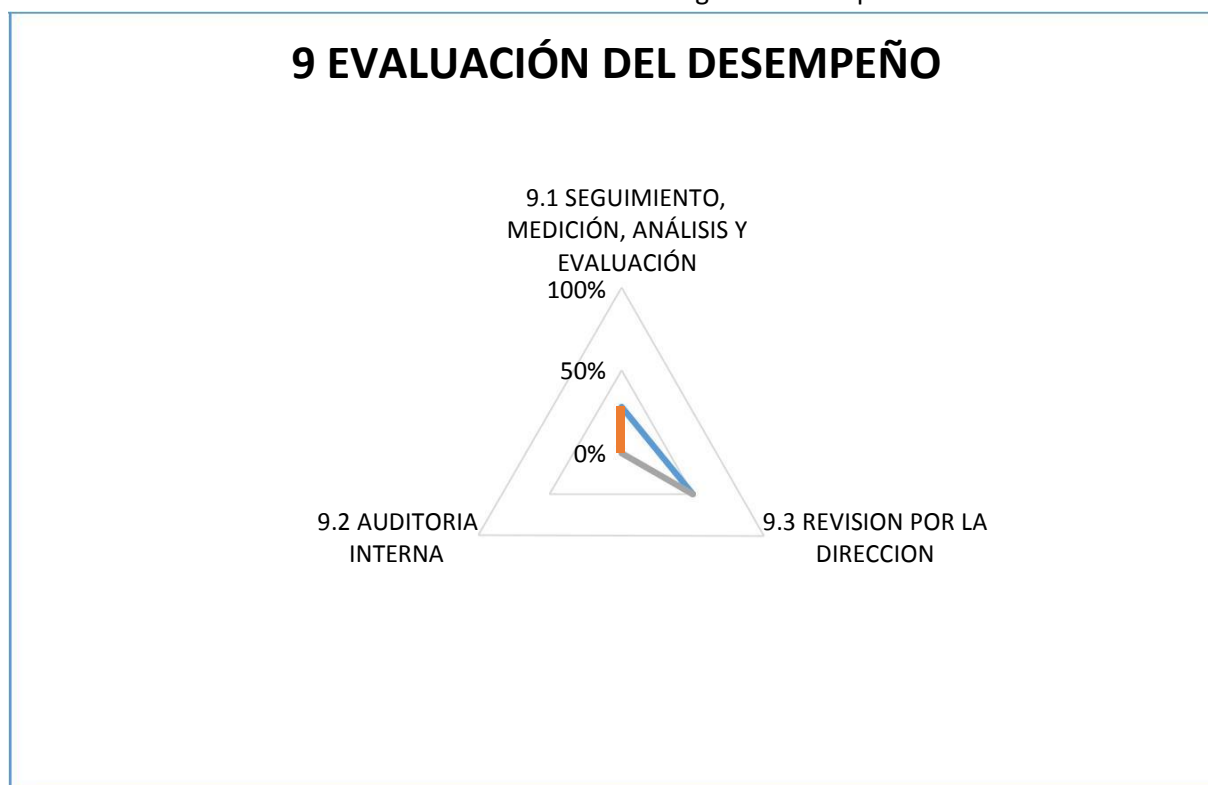 9 EVALUACIÓN DEL DESEMPEÑO
9.1 SEGUIMIENTO,
MEDICIÓN, ANÁLISIS Y
EVALUACIÓN
100%
50%
0%
9.2 AUDITORIA
INTERNA
9.3 REVISION POR LA
DIRECCION